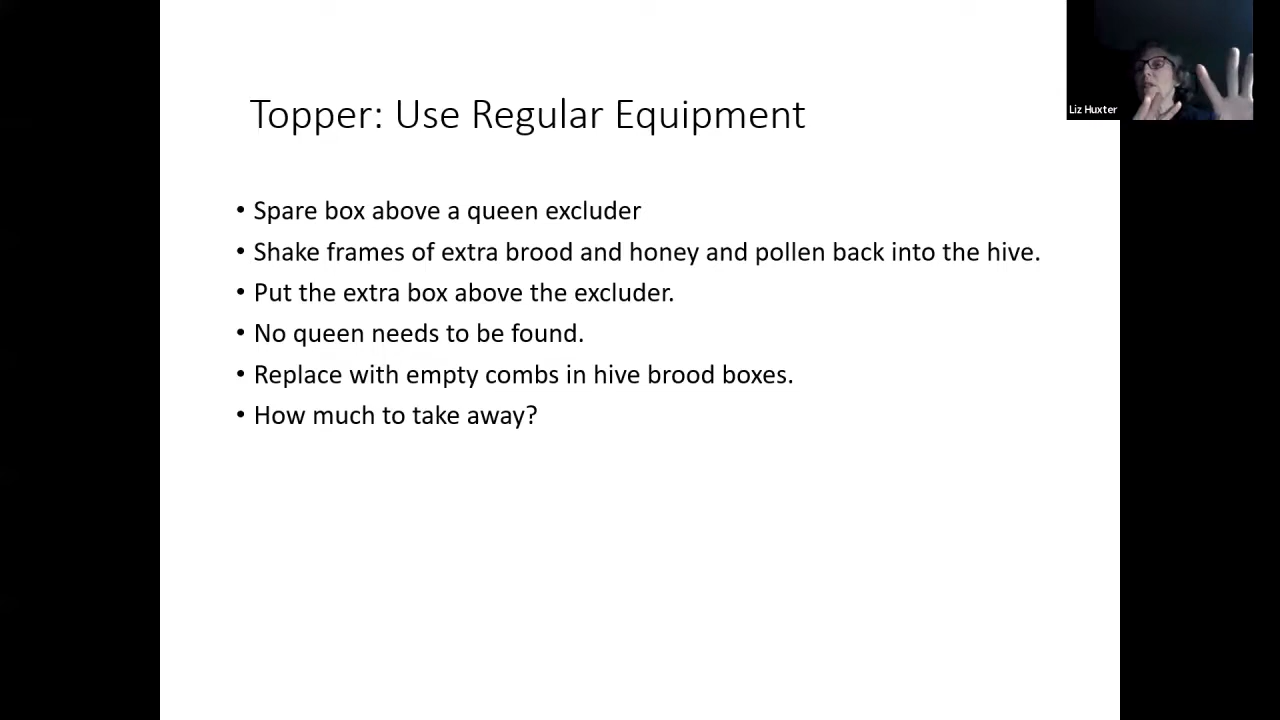 Liz Huxter
Topper: Use Regular Equipment
• Spare box above a queen excluder
• Shake frames of extra brood and honey and pollen back into the hive.
• Put the extra box above the excluder.
• No queen needs to be found.
• Replace with empty combs in hive brood boxes.
• How much to take away?